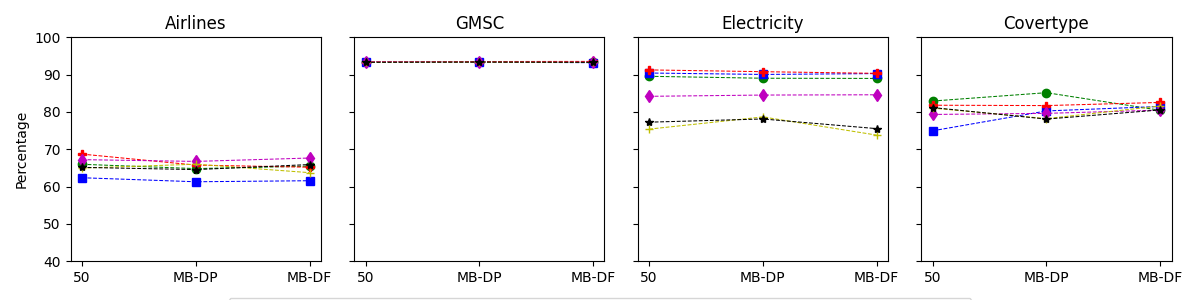 Airlines GMSC Electricity Covertype
Percentage
100
90
80
70
60
50
40
50 MB-DP MB-DF 50 MB-DP MB-DF 50 MB-DP MB-DF 50 MB-DP MB-DF